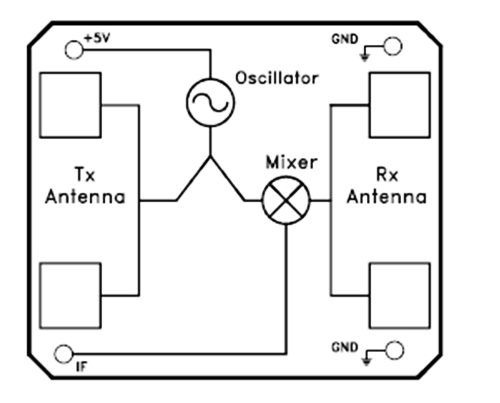 +5V
GND
Oscillator
Mixer
Tx
Antenna
Rx
Antenna
GND
IF